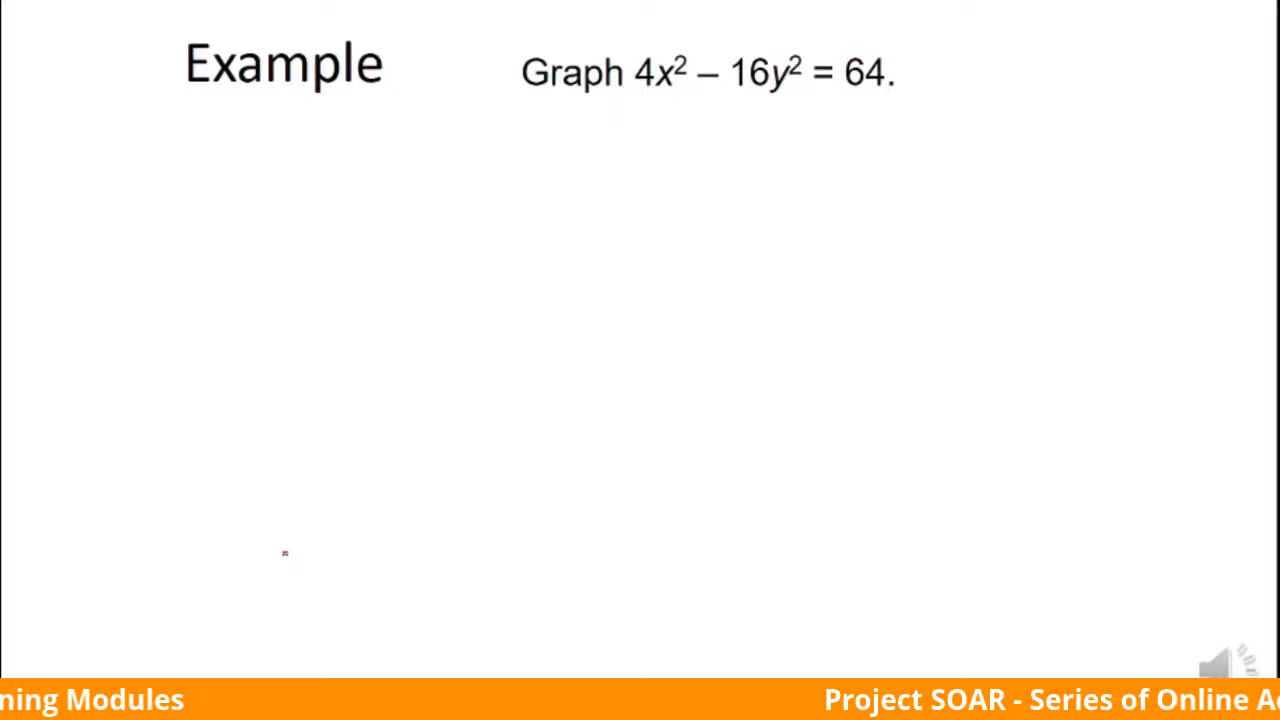 Example
Graph 4x² – 16y² = 64.
ning Modules
Project SOAR - Series of Online A